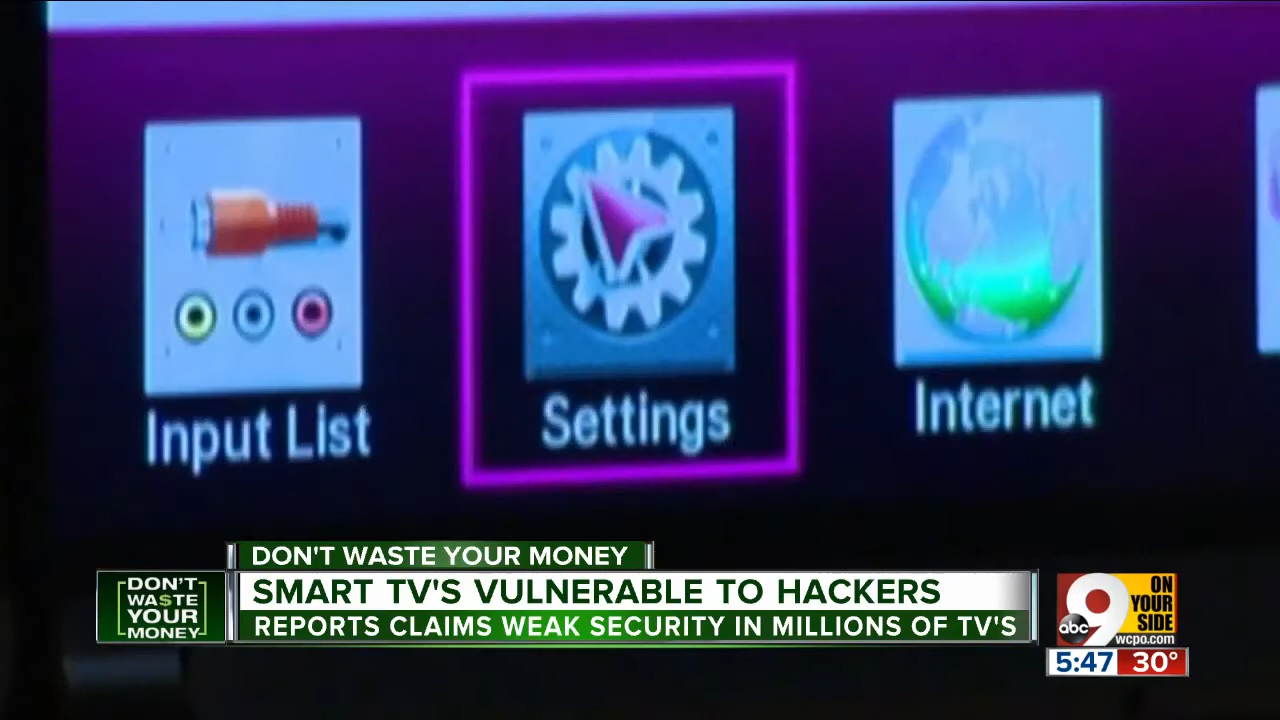 Input List
Settings
Internet
DON'T WASTE YOUR MONEY
DON'T
WA$TE
YOUR
MONEY
SMART TV'S VULNERABLE TO HACKERS
REPORTS CLAIMS WEAK SECURITY IN MILLIONS OF TV'S
abc
9
ON
YOUR
SIDE
wcpo.com
5:47 30°